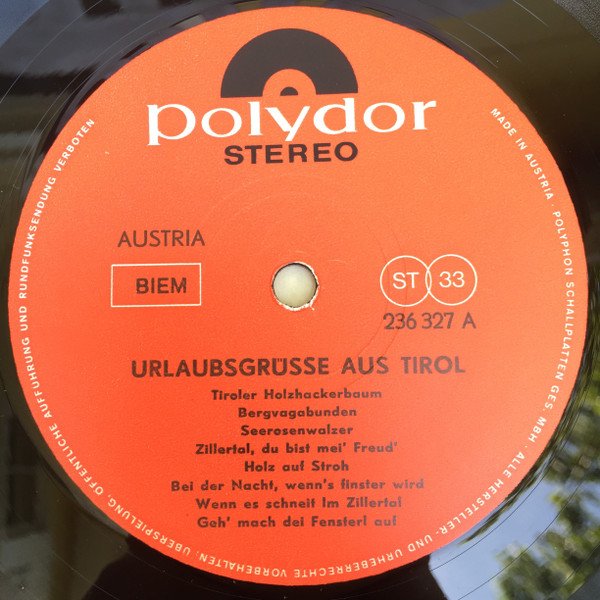 polydor
STEREO
AUSTRIA
BIEM
ST 33
236 327 A
URLAUBSGRÜSSE AUS TIROL
Tiroler Holzhackerbaum
Bergvagabunden
Seerosenwalzer
Zillertal, du bist mei' Freud'
Holz auf Stroh
Bei der Nacht, wenn's finster wird
Wenn es schneit im Zillertal
Geh' mach dei Fensterl auf
MADE IN AUSTRIA · POLYPHON SCHALLPLATTEN GES. MBH · ALLE HERSTELLER- UND URHEBERRECHTE VORBEHALTEN. ÜBERSPIELUNG, ÖFFENTLICHE AUFFÜHRUNG UND RUNDFUNKSENDUNG VERBOTEN